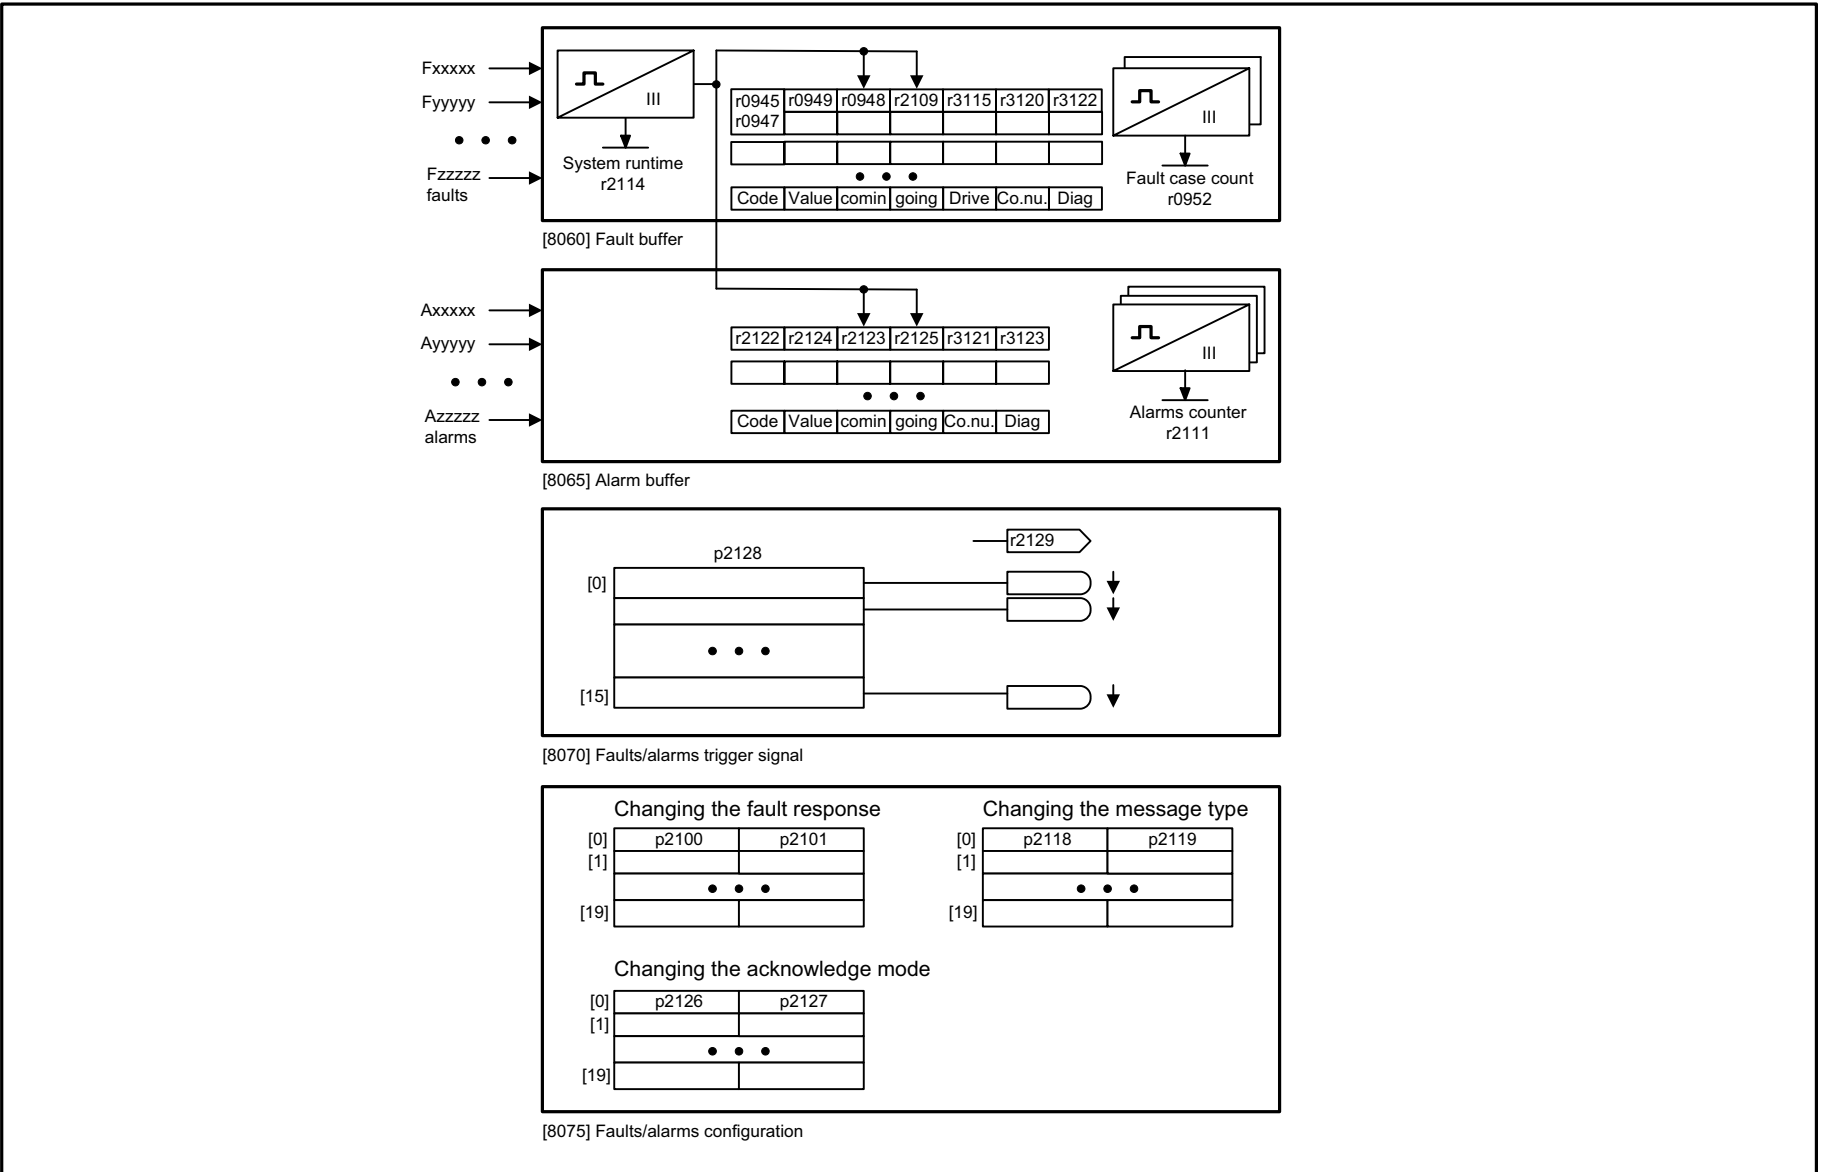 Fxxxxx
Fyyyyy
Fzzzzz
faults
III
System runtime
r2114
r0945 r0949 r0948 r2109 r3115 r3120 r3122
r0947
Code Value comin going Drive Co.nu. Diag
III
Fault case count
r0952
[8060] Fault buffer
Axxxxx
Ayyyyy
Azzzzz
alarms
r2122 r2124 r2123 r2125 r3121 r3123
Code Value comin going Co.nu. Diag
III
Alarms counter
r2111
[8065] Alarm buffer
r2129
p2128
[0]
[15]
[8070] Faults/alarms trigger signal
Changing the fault response
[0] p2100 p2101
[1]
[19]
Changing the message type
[0] p2118 p2119
[1]
[19]
Changing the acknowledge mode
[0] p2126 p2127
[1]
[19]
[8075] Faults/alarms configuration